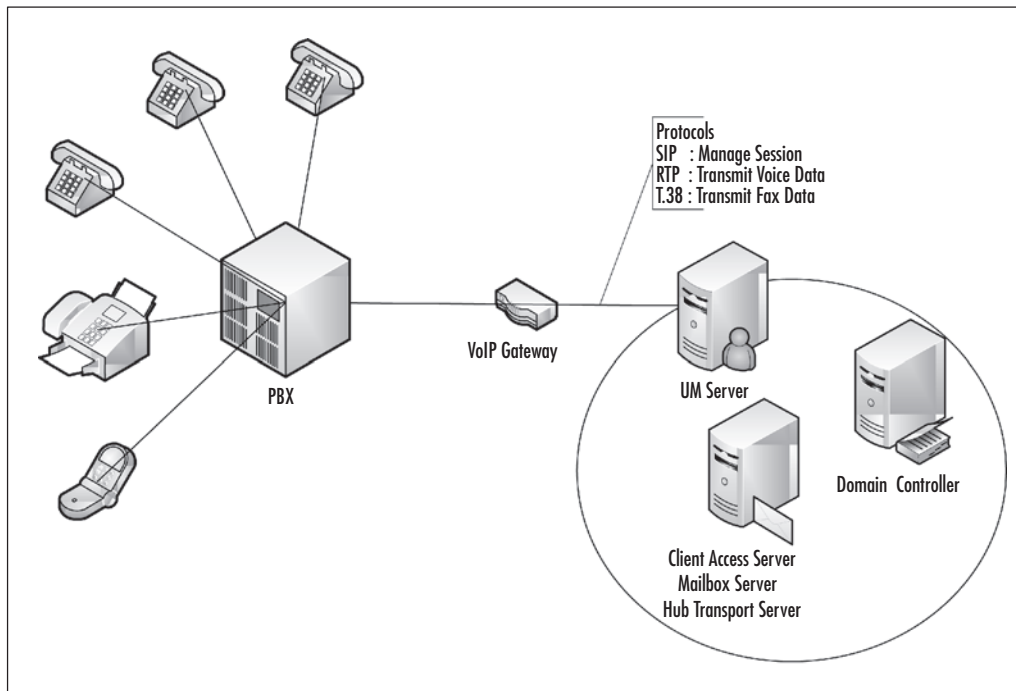 Protocols
SIP : Manage Session
RTP : Transmit Voice Data
T.38 : Transmit Fax Data
VoIP Gateway
PBX
UM Server
Domain Controller
Client Access Server
Mailbox Server
Hub Transport Server